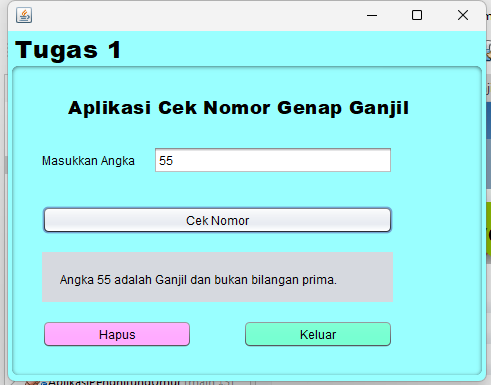 Tugas 1
Aplikasi Cek Nomor Genap Ganjil
Masukkan Angka 55
Cek Nomor
Angka 55 adalah Ganjil dan bukan bilangan prima.
Hapus Keluar